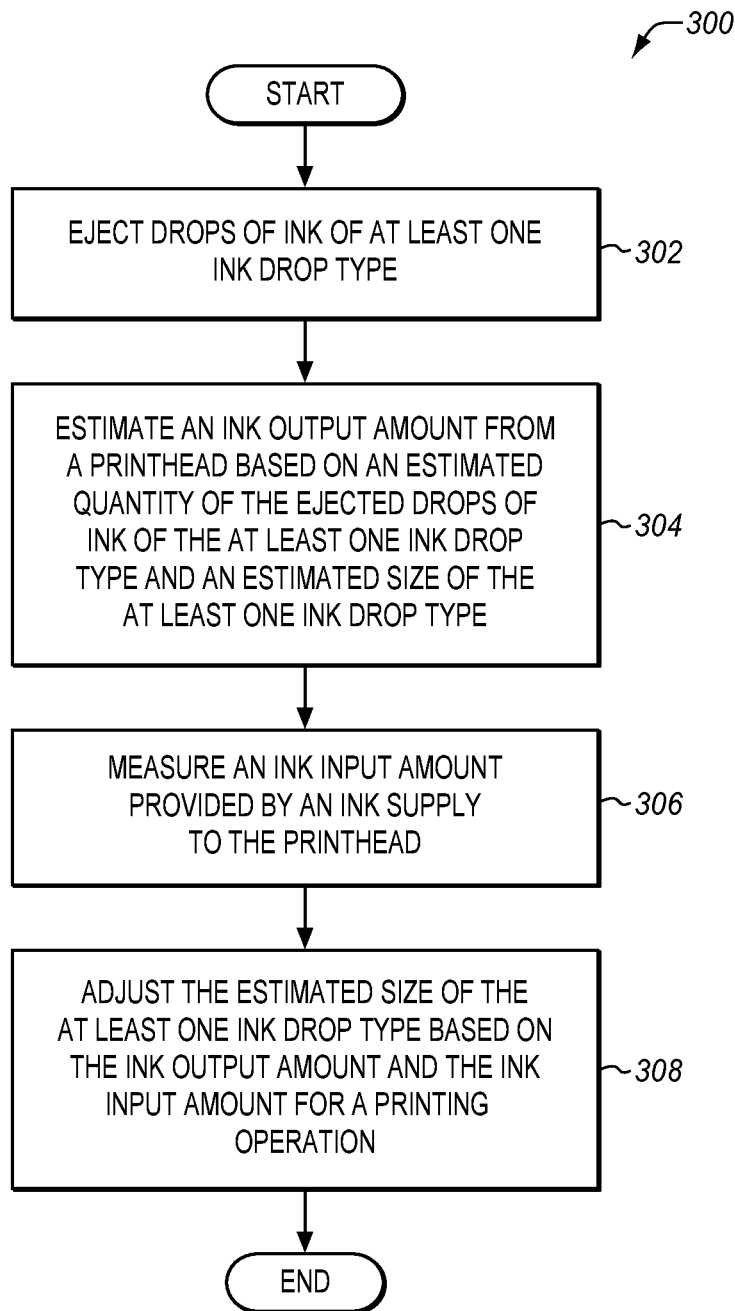 300
START
EJECT DROPS OF INK OF AT LEAST ONE
INK DROP TYPE
302
ESTIMATE AN INK OUTPUT AMOUNT FROM
A PRINTHEAD BASED ON AN ESTIMATED
QUANTITY OF THE EJECTED DROPS OF
INK OF THE AT LEAST ONE INK DROP
TYPE AND AN ESTIMATED SIZE OF THE
AT LEAST ONE INK DROP TYPE
304
MEASURE AN INK INPUT AMOUNT
PROVIDED BY AN INK SUPPLY
TO THE PRINTHEAD
306
ADJUST THE ESTIMATED SIZE OF THE
AT LEAST ONE INK DROP TYPE BASED ON
THE INK OUTPUT AMOUNT AND THE INK
INPUT AMOUNT FOR A PRINTING
OPERATION
308
END